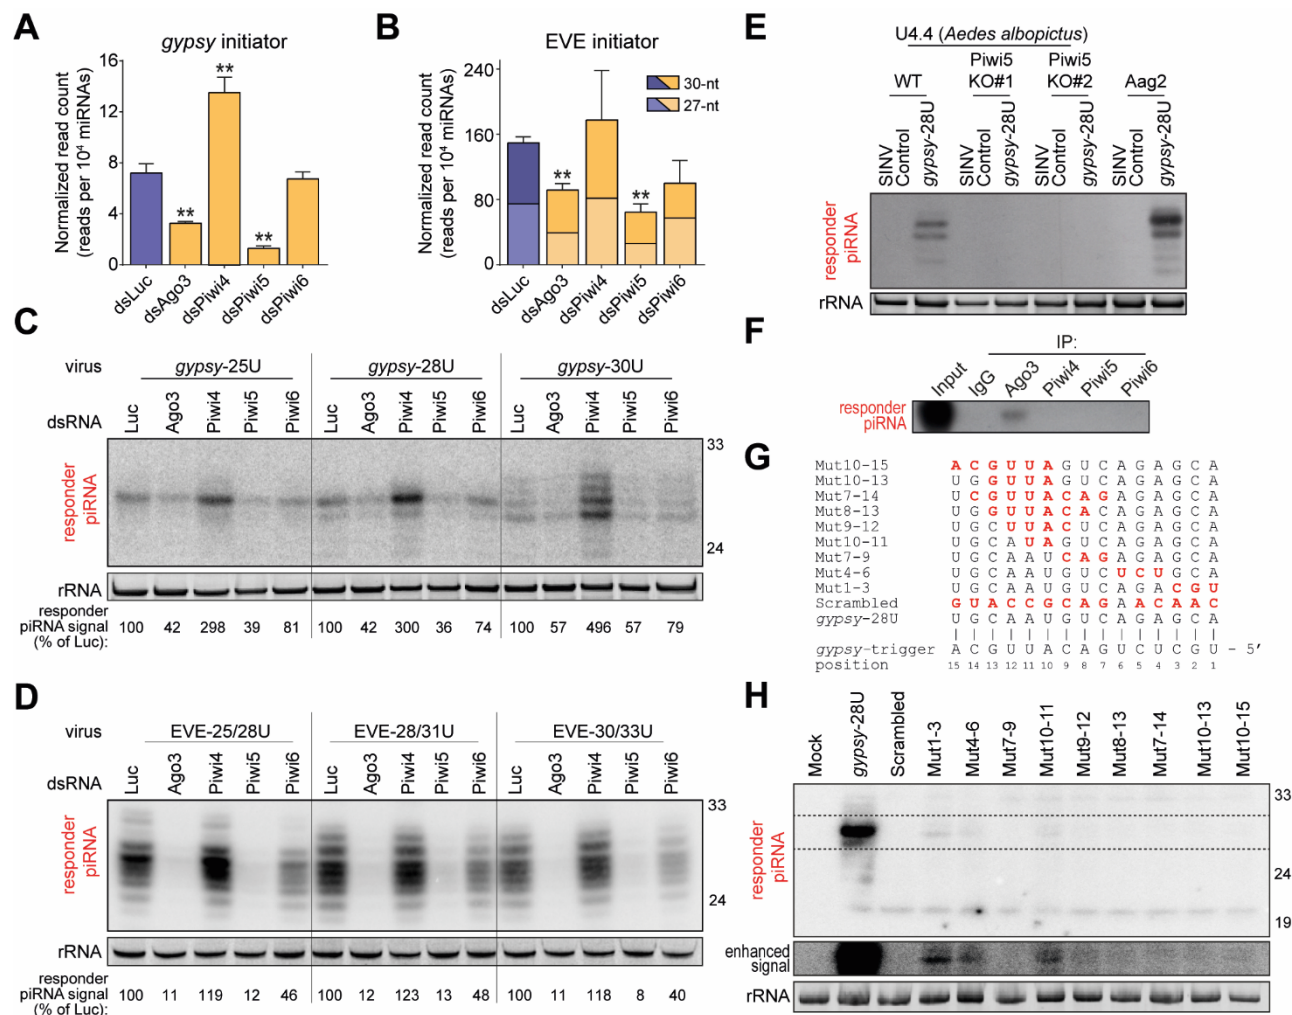 A
gypsy initiator
Normalized read count
(reads per 10⁴ miRNAs)
16
12
8
4
0
**
**
**
dsLuc
dsAgo3
dsPiwi4
dsPiwi5
dsPiwi6
B
EVE initiator
Normalized read count
(reads per 10⁴ miRNAs)
240
160
80
0
**
**
30-nt
27-nt
dsLuc
dsAgo3
dsPiwi4
dsPiwi5
dsPiwi6
C
virus
gypsy-25U
gypsy-28U
gypsy-30U
dsRNA
Luc Ago3 Piwi4 Piwi5 Piwi6 Luc Ago3 Piwi4 Piwi5 Piwi6 Luc Ago3 Piwi4 Piwi5 Piwi6
responder
piRNA
33
24
rRNA
responder
piRNA signal
(% of Luc):
100 42 298 39 81 100 42 300 36 74 100 57 496 57 79
D
virus
EVE-25/28U
EVE-28/31U
EVE-30/33U
dsRNA
Luc Ago3 Piwi4 Piwi5 Piwi6 Luc Ago3 Piwi4 Piwi5 Piwi6 Luc Ago3 Piwi4 Piwi5 Piwi6
responder
piRNA
33
24
rRNA
responder
piRNA signal
(% of Luc):
100 11 119 12 46 100 12 123 13 48 100 11 118 8 40
E
U4.4 (Aedes albopictus)
WT
Piwi5
KO#1
Piwi5
KO#2
Aag2
SINV
Control
gypsy-28U
SINV
Control
gypsy-28U
SINV
Control
gypsy-28U
SINV
Control
gypsy-28U
responder
piRNA
rRNA
F
IP:
Input IgG Ago3 Piwi4 Piwi5 Piwi6
responder
piRNA
G
Mut10-15 A C G U U A G U C A G A G C A
Mut10-13 U G G U U A G U C A G A G C A
Mut7-14 U C G U U A C A G A G A G C A
Mut8-13 U G G U U A C A C A G A G C A
Mut9-12 U G C U U A C U C A G A G C A
Mut10-11 U G C A U A G U C A G A G C A
Mut7-9 U G C A A U C A G A G A G C A
Mut4-6 U G C A A U G U C U C U G C A
Mut1-3 U G C A A U G U C A G A C G U
Scrambled G U A C C G C A G A A C A A C
gypsy-28U U G C A A U G U C A G A G C A
gypsy-trigger A C G U U A C A G U C U C G U - 5'
position 15 14 13 12 11 10 9 8 7 6 5 4 3 2 1
H
Mock gypsy-28U Scrambled Mut1-3 Mut4-6 Mut7-9 Mut10-11 Mut9-12 Mut8-13 Mut7-14 Mut10-13 Mut10-15
responder
piRNA
33
24
19
enhanced
signal
rRNA